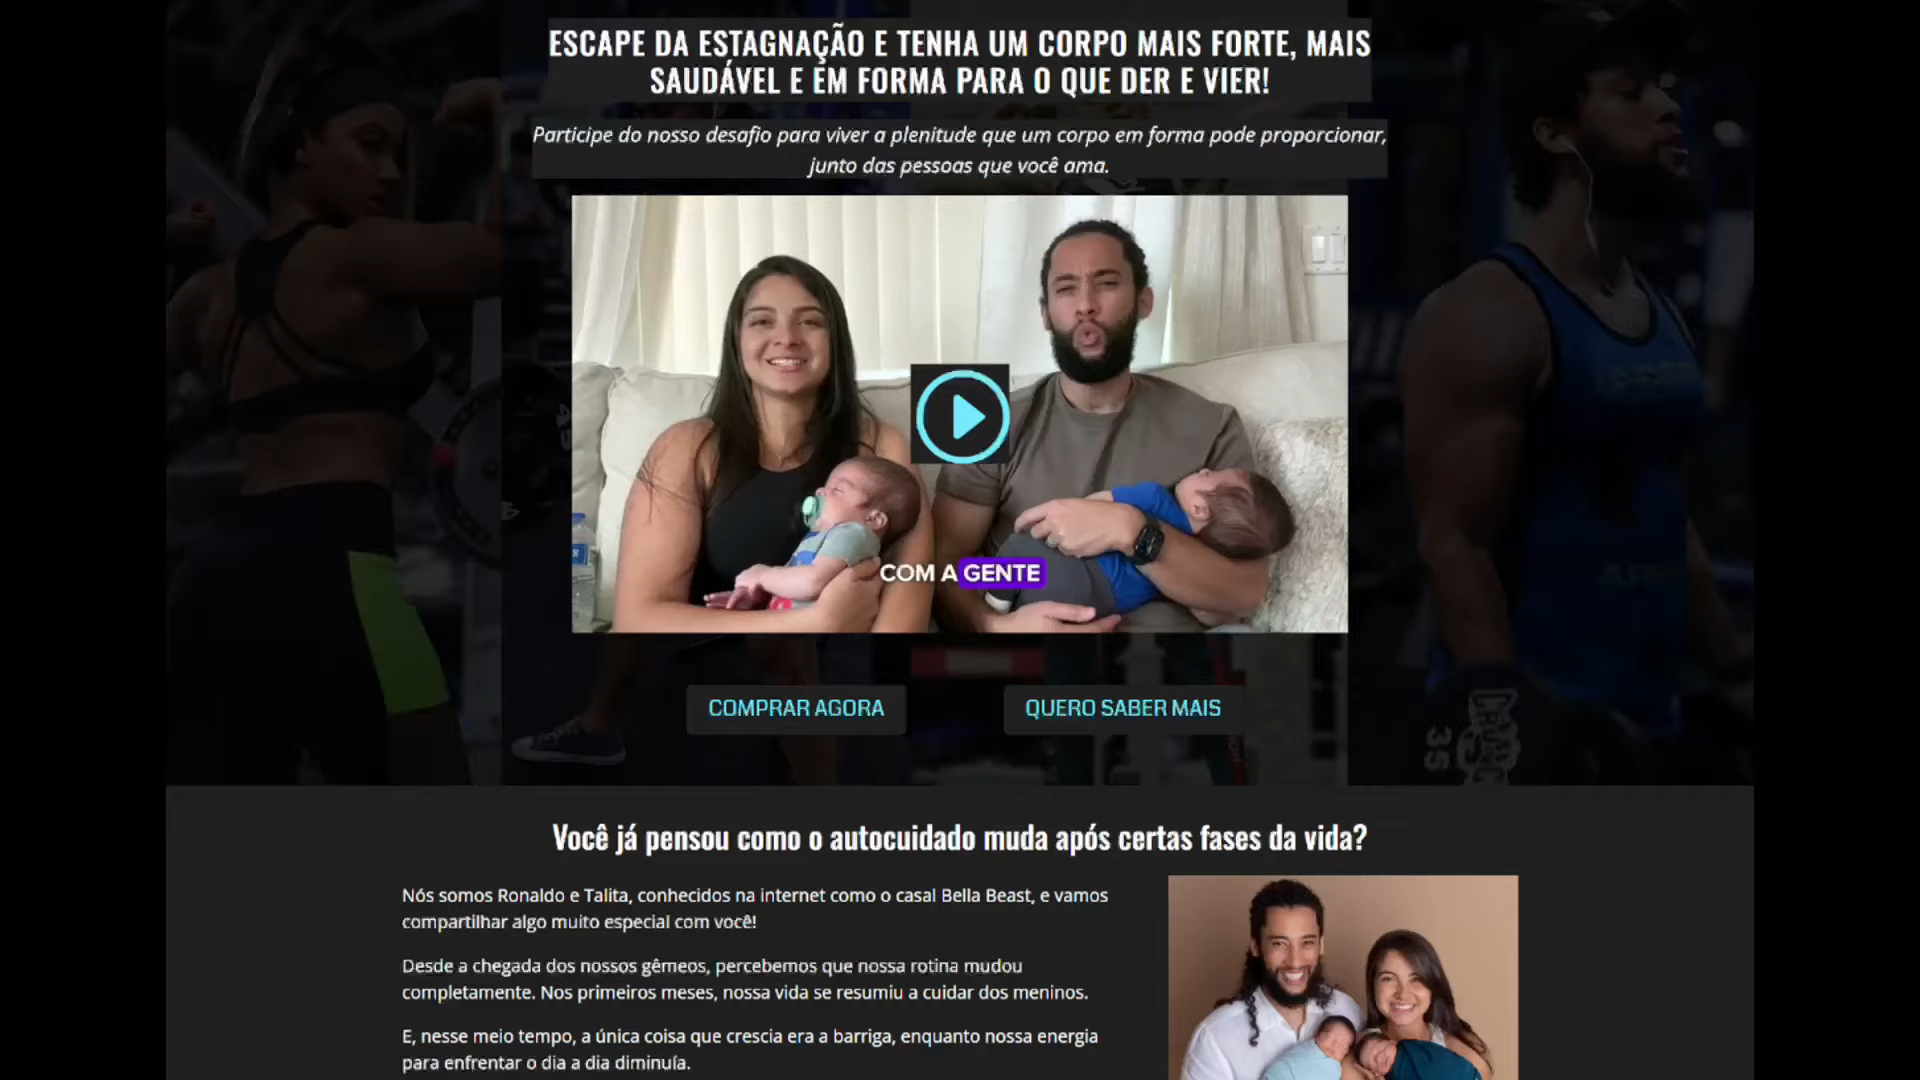 ESCAPE DA ESTAGNAÇÃO E TENHA UM CORPO MAIS FORTE, MAIS
SAUDÁVEL E EM FORMA PARA O QUE DER E VIER!
Participe do nosso desafio para viver a plenitude que um corpo em forma pode proporcionar,
junto das pessoas que você ama.
COM A GENTE
COMPRAR AGORA
QUERO SABER MAIS
35
Você já pensou como o autocuidado muda após certas fases da vida?
Nós somos Ronaldo e Talita, conhecidos na internet como o casal Bella Beast, e vamos
compartilhar algo muito especial com você!
Desde a chegada dos nossos gêmeos, percebemos que nossa rotina mudou
completamente. Nos primeiros meses, nossa vida se resumiu a cuidar dos meninos.
E, nesse meio tempo, a única coisa que crescia era a barriga, enquanto nossa energia
para enfrentar o dia a dia diminuía.